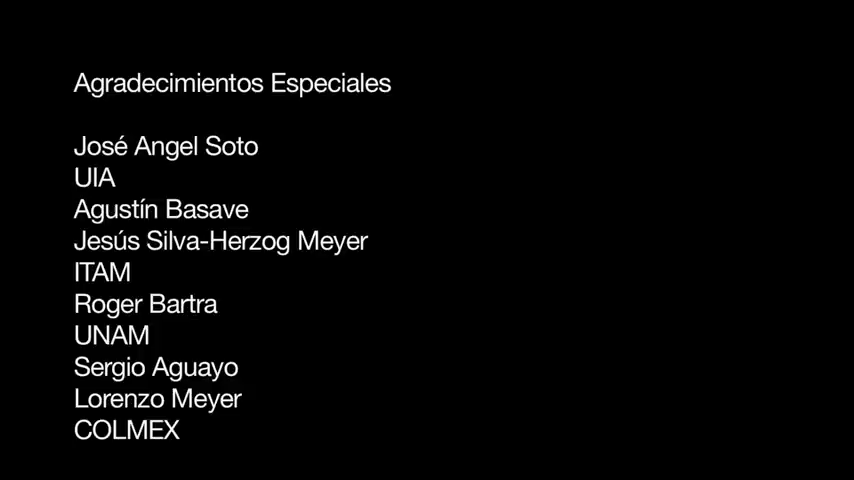 Agradecimientos Especiales
José Angel Soto
UIA
Agustín Basave
Jesús Silva-Herzog Meyer
ITAM
Roger Bartra
UNAM
Sergio Aguayo
Lorenzo Meyer
COLMEX